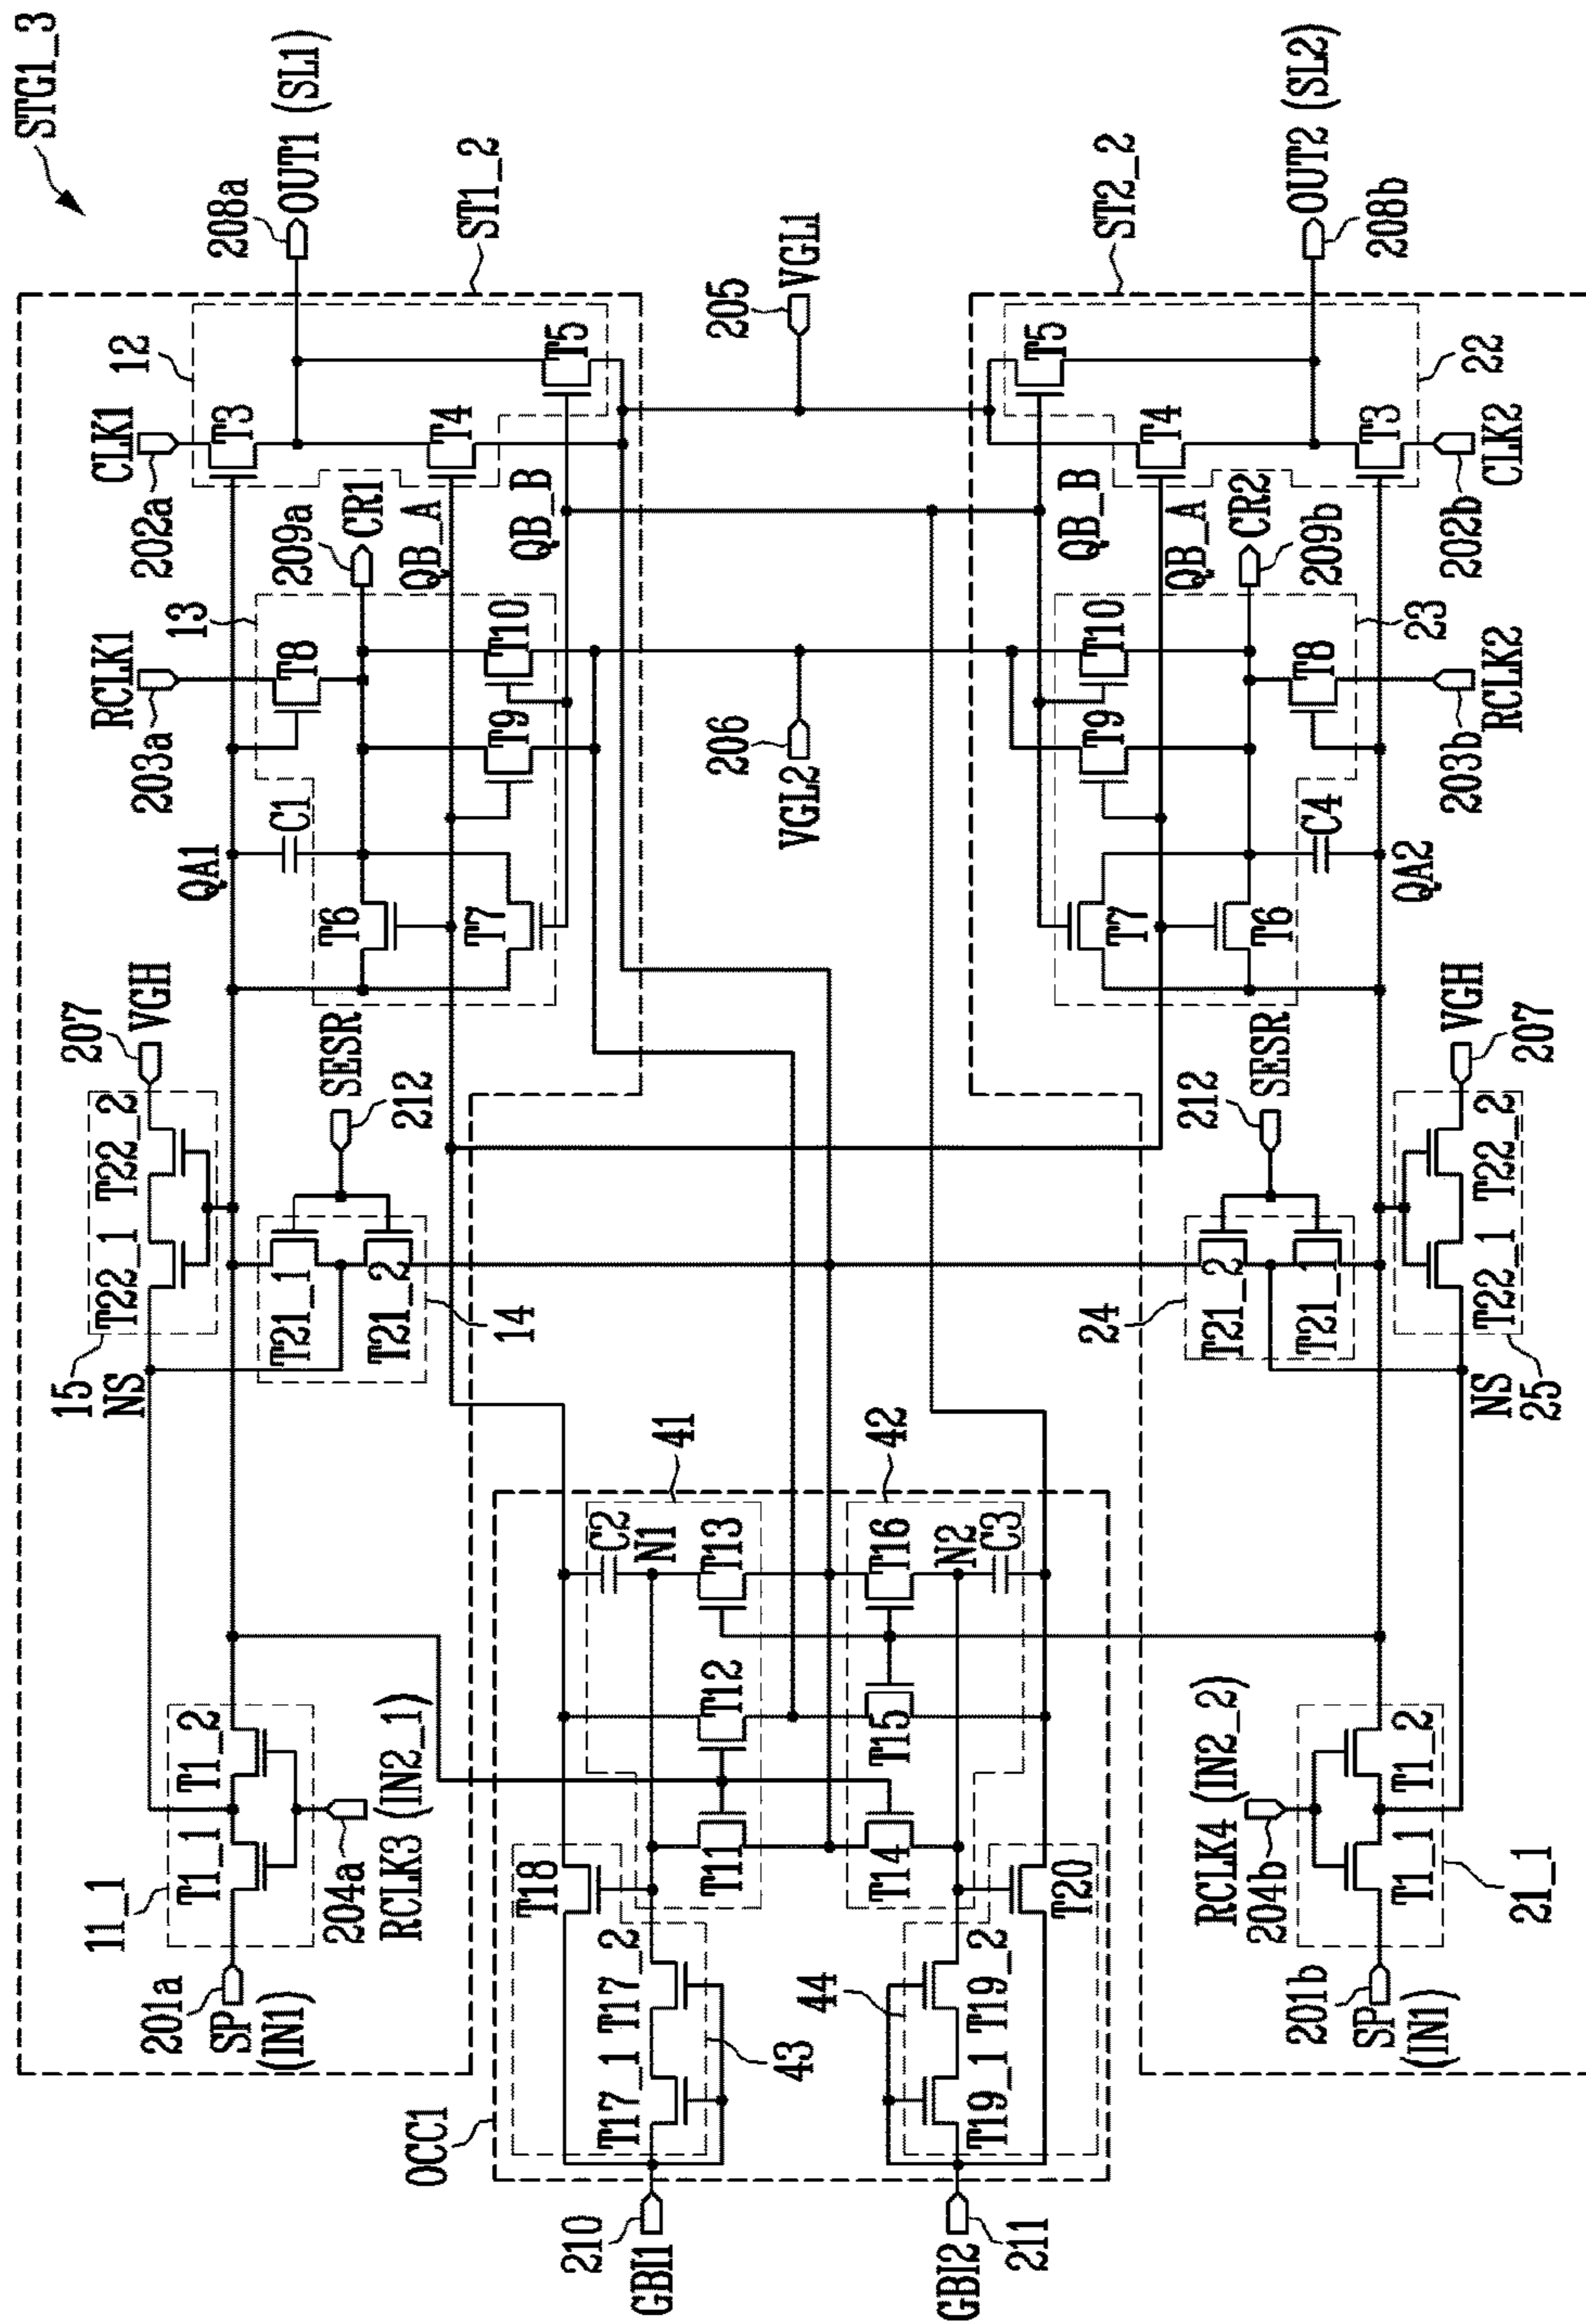 STG1_3
202a
CLK1
203a
RCLK1
12
T3
208a
OUT1 (SL1)
13
T8
209a
CR1
QA1
C1
T4
QB_A
T5
QB_B
ST1_2
T6
T7
T9
T10
207
VGH
T22_1
T22_2
15
NS
SESR
212
T21_1
T21_2
14
11_1
T1_1
T1_2
201a
SP
(IN1)
204a
RCLK3 (IN2_1)
205
VGL1
206
VGL2
OCC1
41
C2
N1
T13
T12
T11
T18
T17_1
T17_2
43
210
GBI1
42
T16
N2
C3
T15
T14
T20
44
T19_1
T19_2
211
GBI2
ST2_2
T5
QB_B
T4
QB_A
T10
T9
T7
T6
CR2
209b
OUT2 (SL2)
208b
22
T3
23
T8
C4
QA2
202b
CLK2
203b
RCLK2
SESR
212
24
T21_2
T21_1
VGH
207
T22_1
T22_2
NS
25
RCLK4 (IN2_2)
204b
T1_1
T1_2
21_1
201b
SP
(IN1)